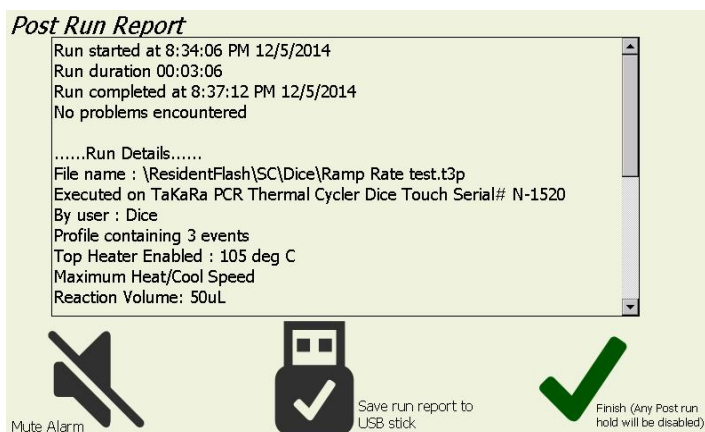 Post Run Report
Run started at 8:34:06 PM 12/5/2014
Run duration 00:03:06
Run completed at 8:37:12 PM 12/5/2014
No problems encountered
......Run Details......
File name : \ResidentFlash\SC\Dice\Ramp Rate test.t3p
Executed on TaKaRa PCR Thermal Cycler Dice Touch Serial# N-1520
By user : Dice
Profile containing 3 events
Top Heater Enabled : 105 deg C
Maximum Heat/Cool Speed
Reaction Volume: 50uL
Mute Alarm
Save run report to
USB stick
Finish (Any Post run
hold will be disabled)